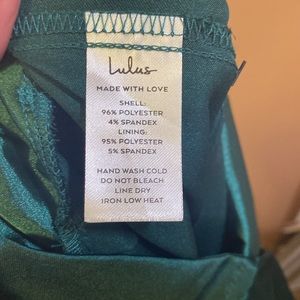 Lulus
MADE WITH LOVE
SHELL:
96% POLYESTER
4% SPANDEX
LINING:
95% POLYESTER
5% SPANDEX
HAND WASH COLD
DO NOT BLEACH
LINE DRY
IRON LOW HEAT